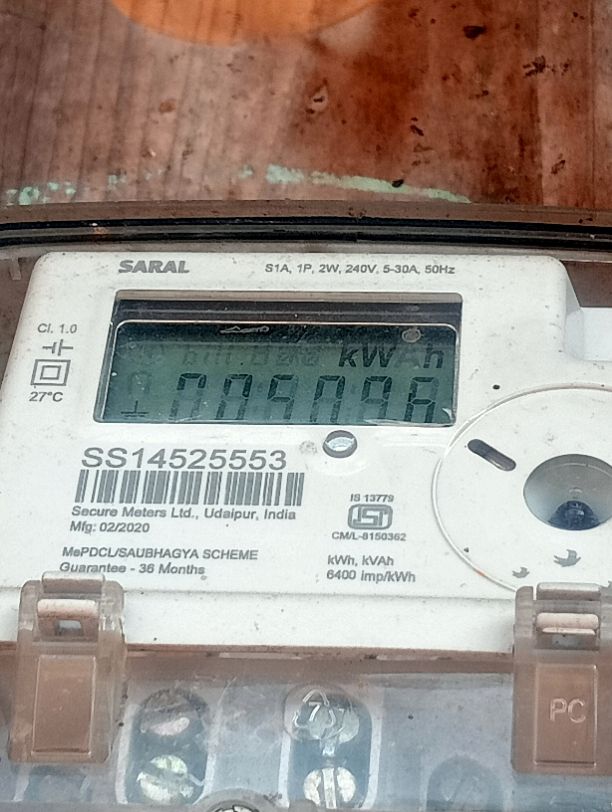 SARAL
S1A, 1P, 2W, 240V, 5-30A, 50Hz
Cl. 1.0
27°C
kWh
SS14525553
Secure Meters Ltd., Udaipur, India
Mfg: 02/2020
IS 13779
CM/L-8150362
MePDCL/SAUBHAGYA SCHEME
Guarantee - 36 Months
kWh, kVAh
6400 imp/kWh
7
PC